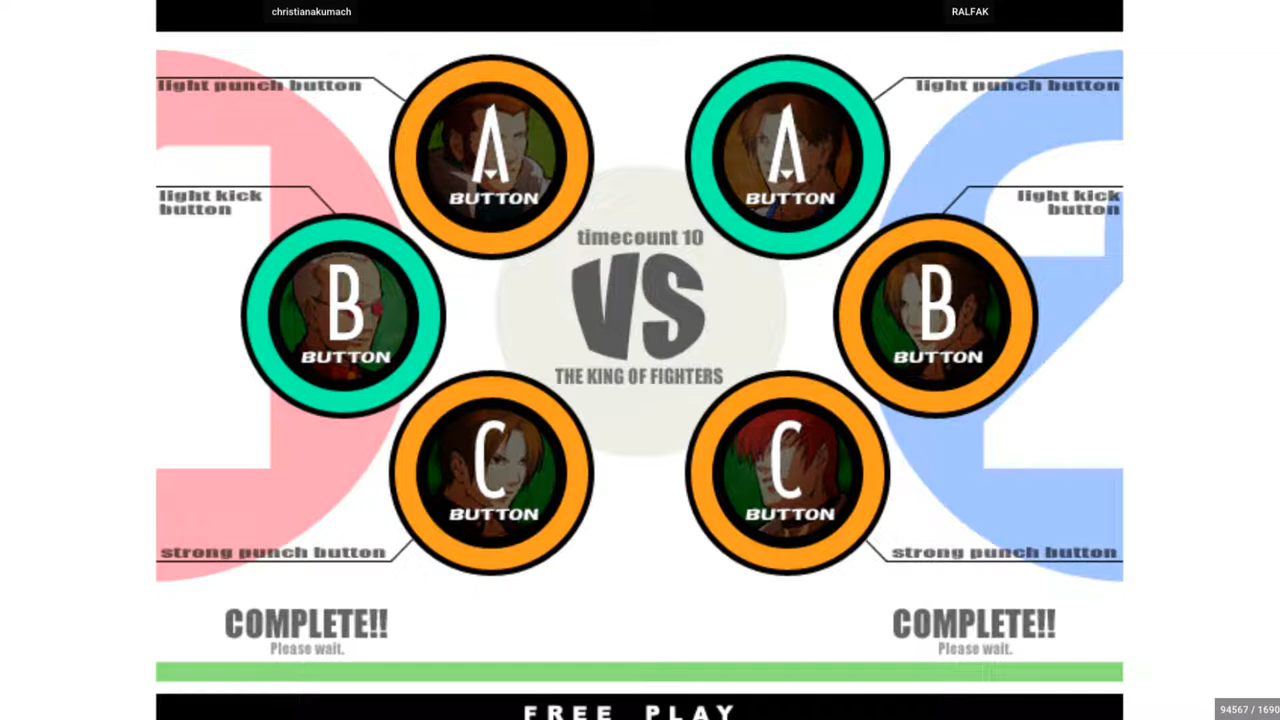 christianakumach
RALFAK
light punch button
A
BUTTON
A
BUTTON
light punch button
light kick
button
light kick
button
timecount 10
VS
THE KING OF FIGHTERS
B
BUTTON
B
BUTTON
C
BUTTON
C
BUTTON
strong punch button
strong punch button
COMPLETE!!
Please wait.
COMPLETE!!
Please wait.
FREE PLAY
94567 / 1690